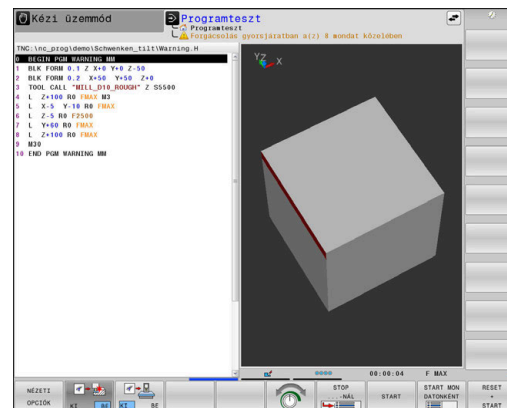 Kézi üzemmód
Programteszt
Programteszt
Forgácsolás gyorsjáratban a(z) 8 mondat közelében
TNC:\nc_prog\demo\Schwenken_tilt\Warning.H
0 BEGIN PGM WARNING MM
1 BLK FORM 0.1 Z X+0 Y+0 Z-50
2 BLK FORM 0.2 X+50 Y+50 Z+0
3 TOOL CALL "MILL_D10_ROUGH" Z S5500
4 L Z+100 R0 FMAX M3
5 L X-5 Y-10 R0 FMAX
6 L Z-5 R0 F2500
7 L Y+60 R0 FMAX
8 L Z+100 R0 FMAX
9 M30
10 END PGM WARNING MM
YZ X
00:00:04 F MAX
NÉZETI OPCIÓK
KI BE
KI BE
STOP ..-NÁL
START
START MON DATONKÉNT
RESET + START